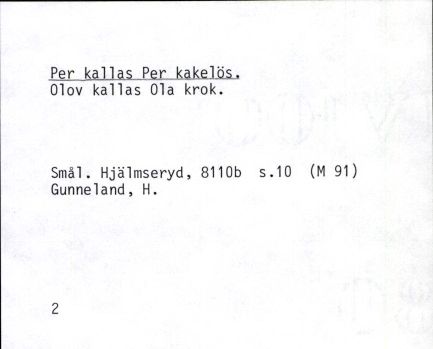 Per kallas Per kakelös.
Olov kallas Ola krok.
Smål. Hjälmseryd, 8110b s.10 (M 91)
Gunneland, H.
2